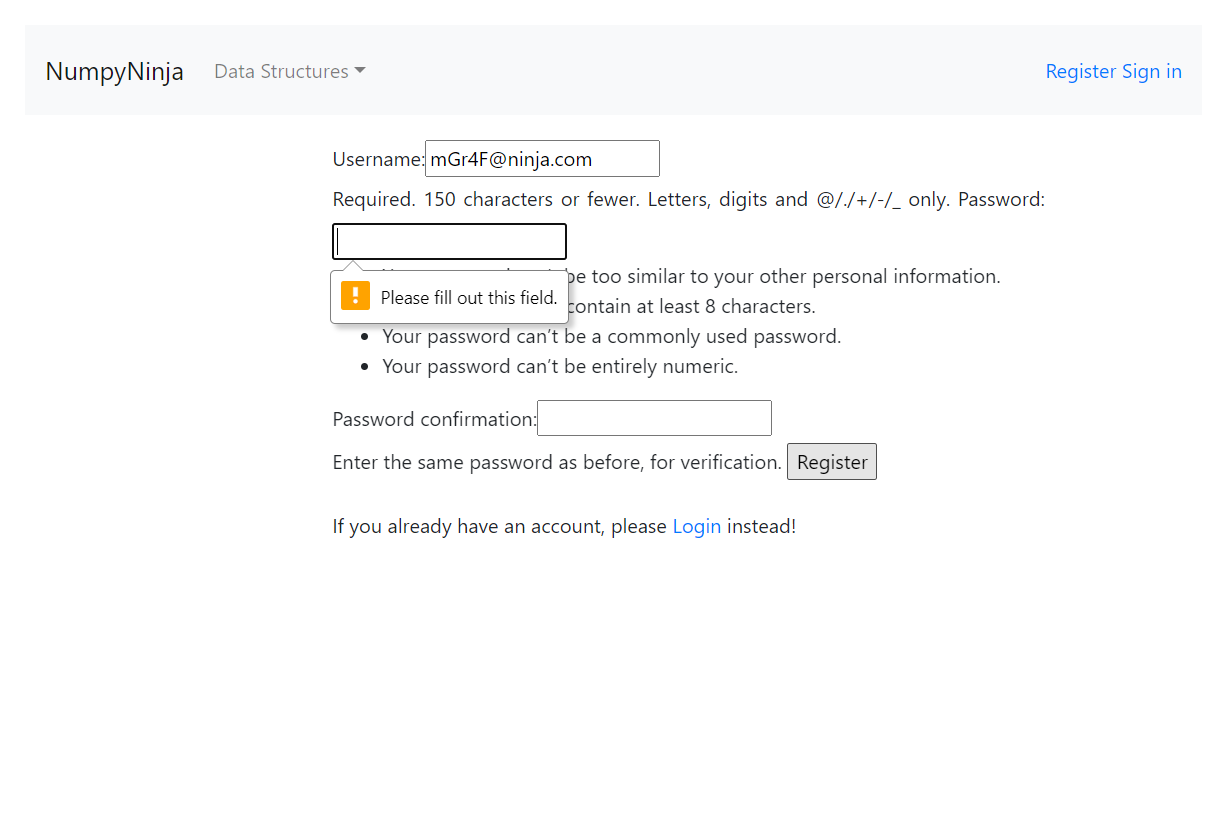 NumpyNinja Data Structures Register Sign in
Username: mGr4F@ninja.com
Required. 150 characters or fewer. Letters, digits and @/./+/-/_ only. Password:
be too similar to your other personal information.
Please fill out this field.
contain at least 8 characters.
Your password can’t be a commonly used password.
Your password can’t be entirely numeric.
Password confirmation:
Enter the same password as before, for verification. Register
If you already have an account, please Login instead!